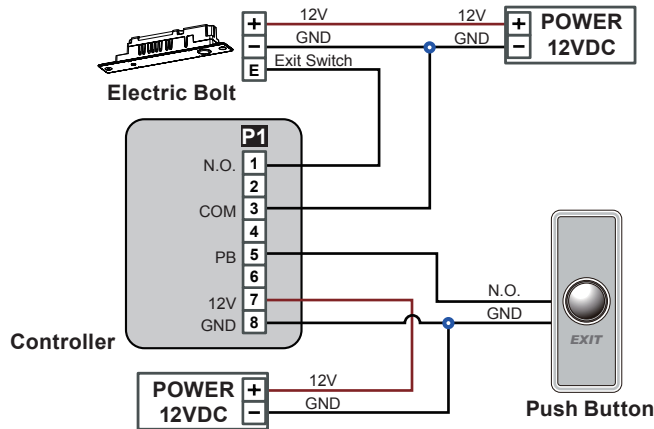 12V
12V
+
+
POWER
GND
GND
−
−
12VDC
E
Exit Switch
Electric Bolt
P1
N.O.
1
2
COM
3
4
PB
5
6
12V
7
GND
8
N.O.
GND
EXIT
Controller
POWER
+
12V
12VDC
−
GND
Push Button